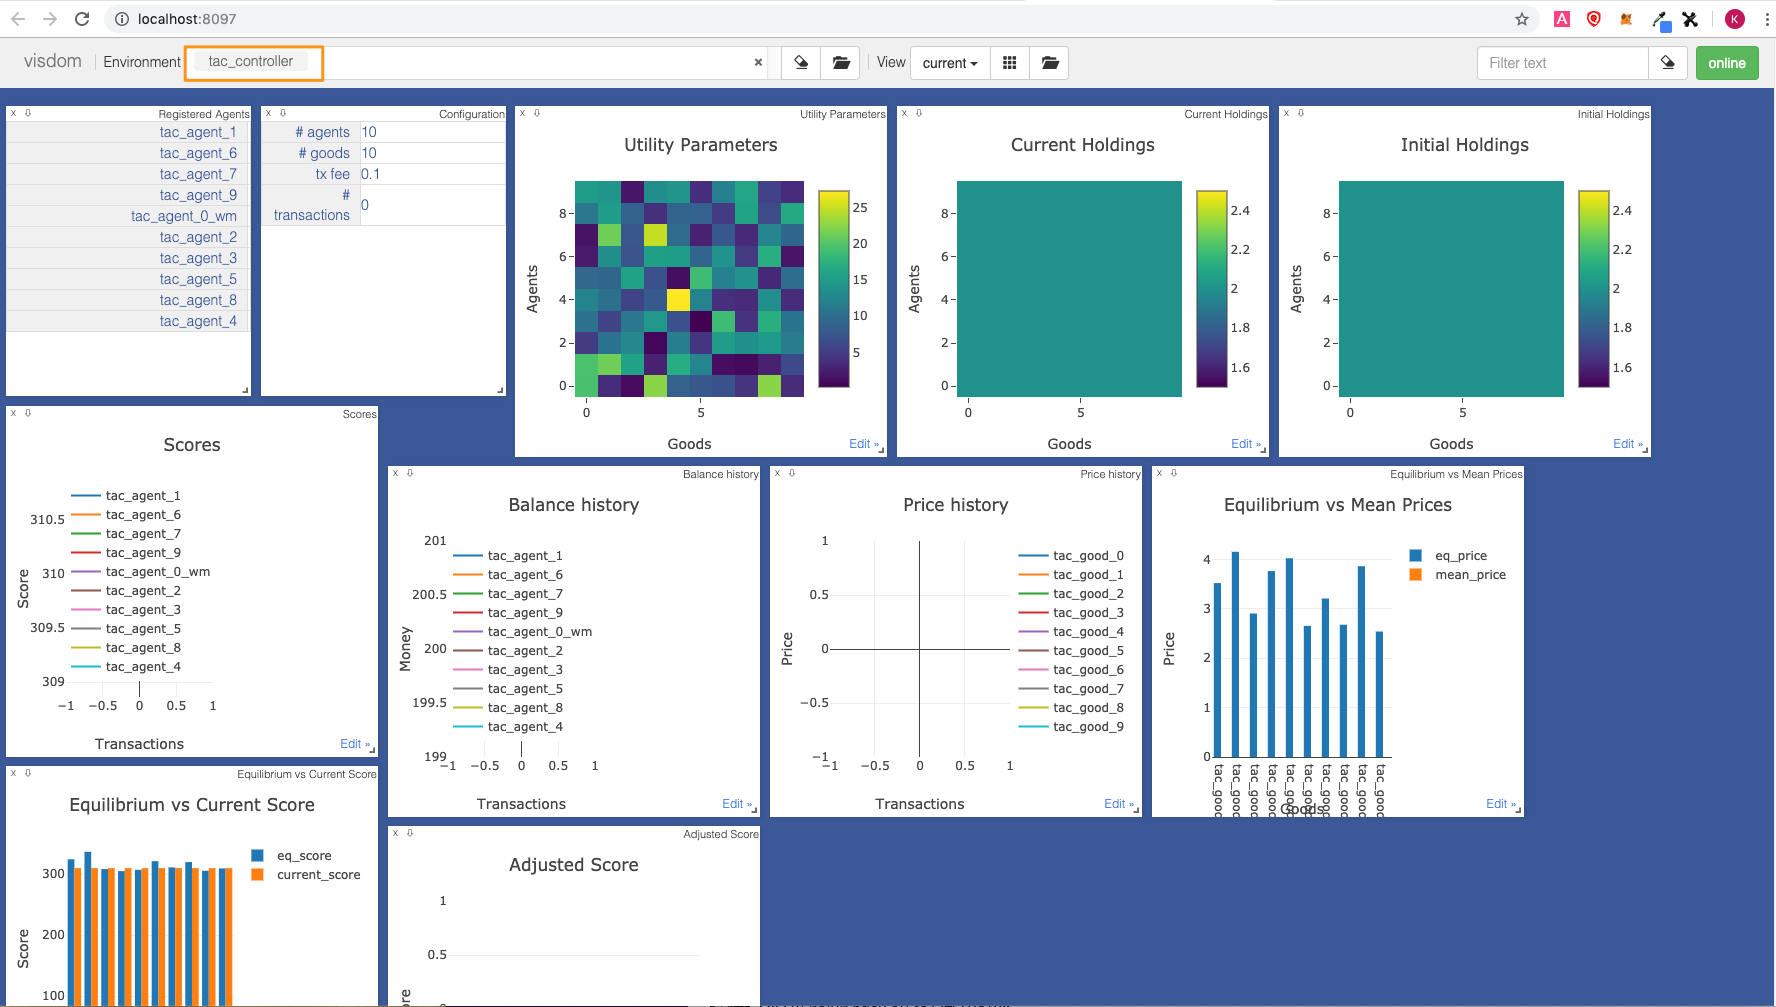 localhost:8097
visdom Environment tac_controller × View current Filter text online
X Registered Agents
tac_agent_1
tac_agent_6
tac_agent_7
tac_agent_9
tac_agent_0_wm
tac_agent_2
tac_agent_3
tac_agent_5
tac_agent_8
tac_agent_4
X Configuration
# agents 10
# goods 10
tx fee 0.1
# transactions 0
X Utility Parameters
Utility Parameters
25
20
15
10
5
8
6
4
2
0
Agents
0 5
Goods
Edit »
X Current Holdings
Current Holdings
2.4
2.2
2
1.8
1.6
8
6
4
2
0
Agents
0 5
Goods
Edit »
X Initial Holdings
Initial Holdings
2.4
2.2
2
1.8
1.6
8
6
4
2
0
Agents
0 5
Goods
Edit »
X Scores
Scores
tac_agent_1
tac_agent_6
tac_agent_7
tac_agent_9
tac_agent_0_wm
tac_agent_2
tac_agent_3
tac_agent_5
tac_agent_8
tac_agent_4
310.5
310
309.5
309
Score
−1 −0.5 0 0.5 1
Transactions
Edit »
X Balance history
Balance history
201
200.5
200
199.5
199
Money
tac_agent_1
tac_agent_6
tac_agent_7
tac_agent_9
tac_agent_0_wm
tac_agent_2
tac_agent_3
tac_agent_5
tac_agent_8
tac_agent_4
−1 −0.5 0 0.5 1
Transactions
Edit »
X Price history
Price history
1
0.5
0
−0.5
−1
Price
tac_good_0
tac_good_1
tac_good_2
tac_good_3
tac_good_4
tac_good_5
tac_good_6
tac_good_7
tac_good_8
tac_good_9
−1 −0.5 0 0.5 1
Transactions
Edit »
X Equilibrium vs Mean Prices
Equilibrium vs Mean Prices
eq_price
mean_price
4
3
2
1
0
Price
tac_good tac_good tac_good tac_good tac_good tac_good tac_good tac_good tac_good tac_good
Goods
Edit »
X Equilibrium vs Current Score
Equilibrium vs Current Score
eq_score
current_score
300
200
100
Score
X Adjusted Score
Adjusted Score
1
0.5